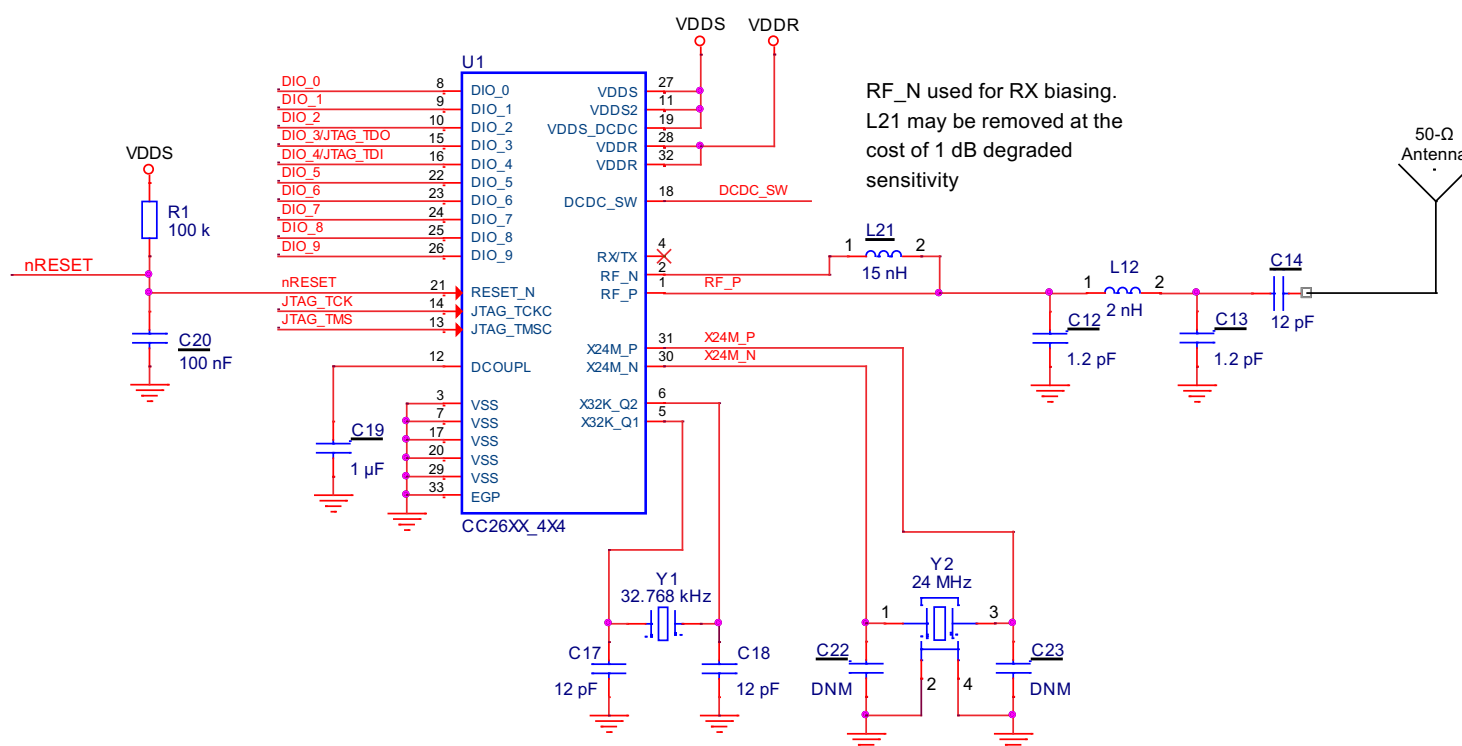 VDDS
VDDR
U1
DIO_0
DIO_1
DIO_2
DIO_3/JTAG_TDO
DIO_4/JTAG_TDI
DIO_5
DIO_6
DIO_7
DIO_8
DIO_9
8
9
10
15
16
22
23
24
25
26
DIO_0
DIO_1
DIO_2
DIO_3
DIO_4
DIO_5
DIO_6
DIO_7
DIO_8
DIO_9
VDDS
VDDS2
VDDS_DCDC
VDDR
VDDR
27
11
19
28
32
DCDC_SW
18
DCDC_SW
RF_N used for RX biasing.
L21 may be removed at the
cost of 1 dB degraded
sensitivity
50-Ω
Antenna
VDDS
R1
100 k
nRESET
C20
100 nF
nRESET
JTAG_TCK
JTAG_TMS
21
14
13
RESET_N
JTAG_TCKC
JTAG_TMSC
RX/TX
RF_N
RF_P
4
2
1
RF_P
1
L21
2
15 nH
1
L12
2
2 nH
C14
12 pF
C12
1.2 pF
C13
1.2 pF
12
DCOUPL
C19
1 µF
X24M_P
X24M_N
31
30
X24M_P
X24M_N
X32K_Q2
X32K_Q1
6
5
3
7
17
20
29
33
VSS
VSS
VSS
VSS
VSS
EGP
CC26XX_4X4
Y1
32.768 kHz
C17
12 pF
C18
12 pF
Y2
24 MHz
1
3
2
4
C22
DNM
C23
DNM